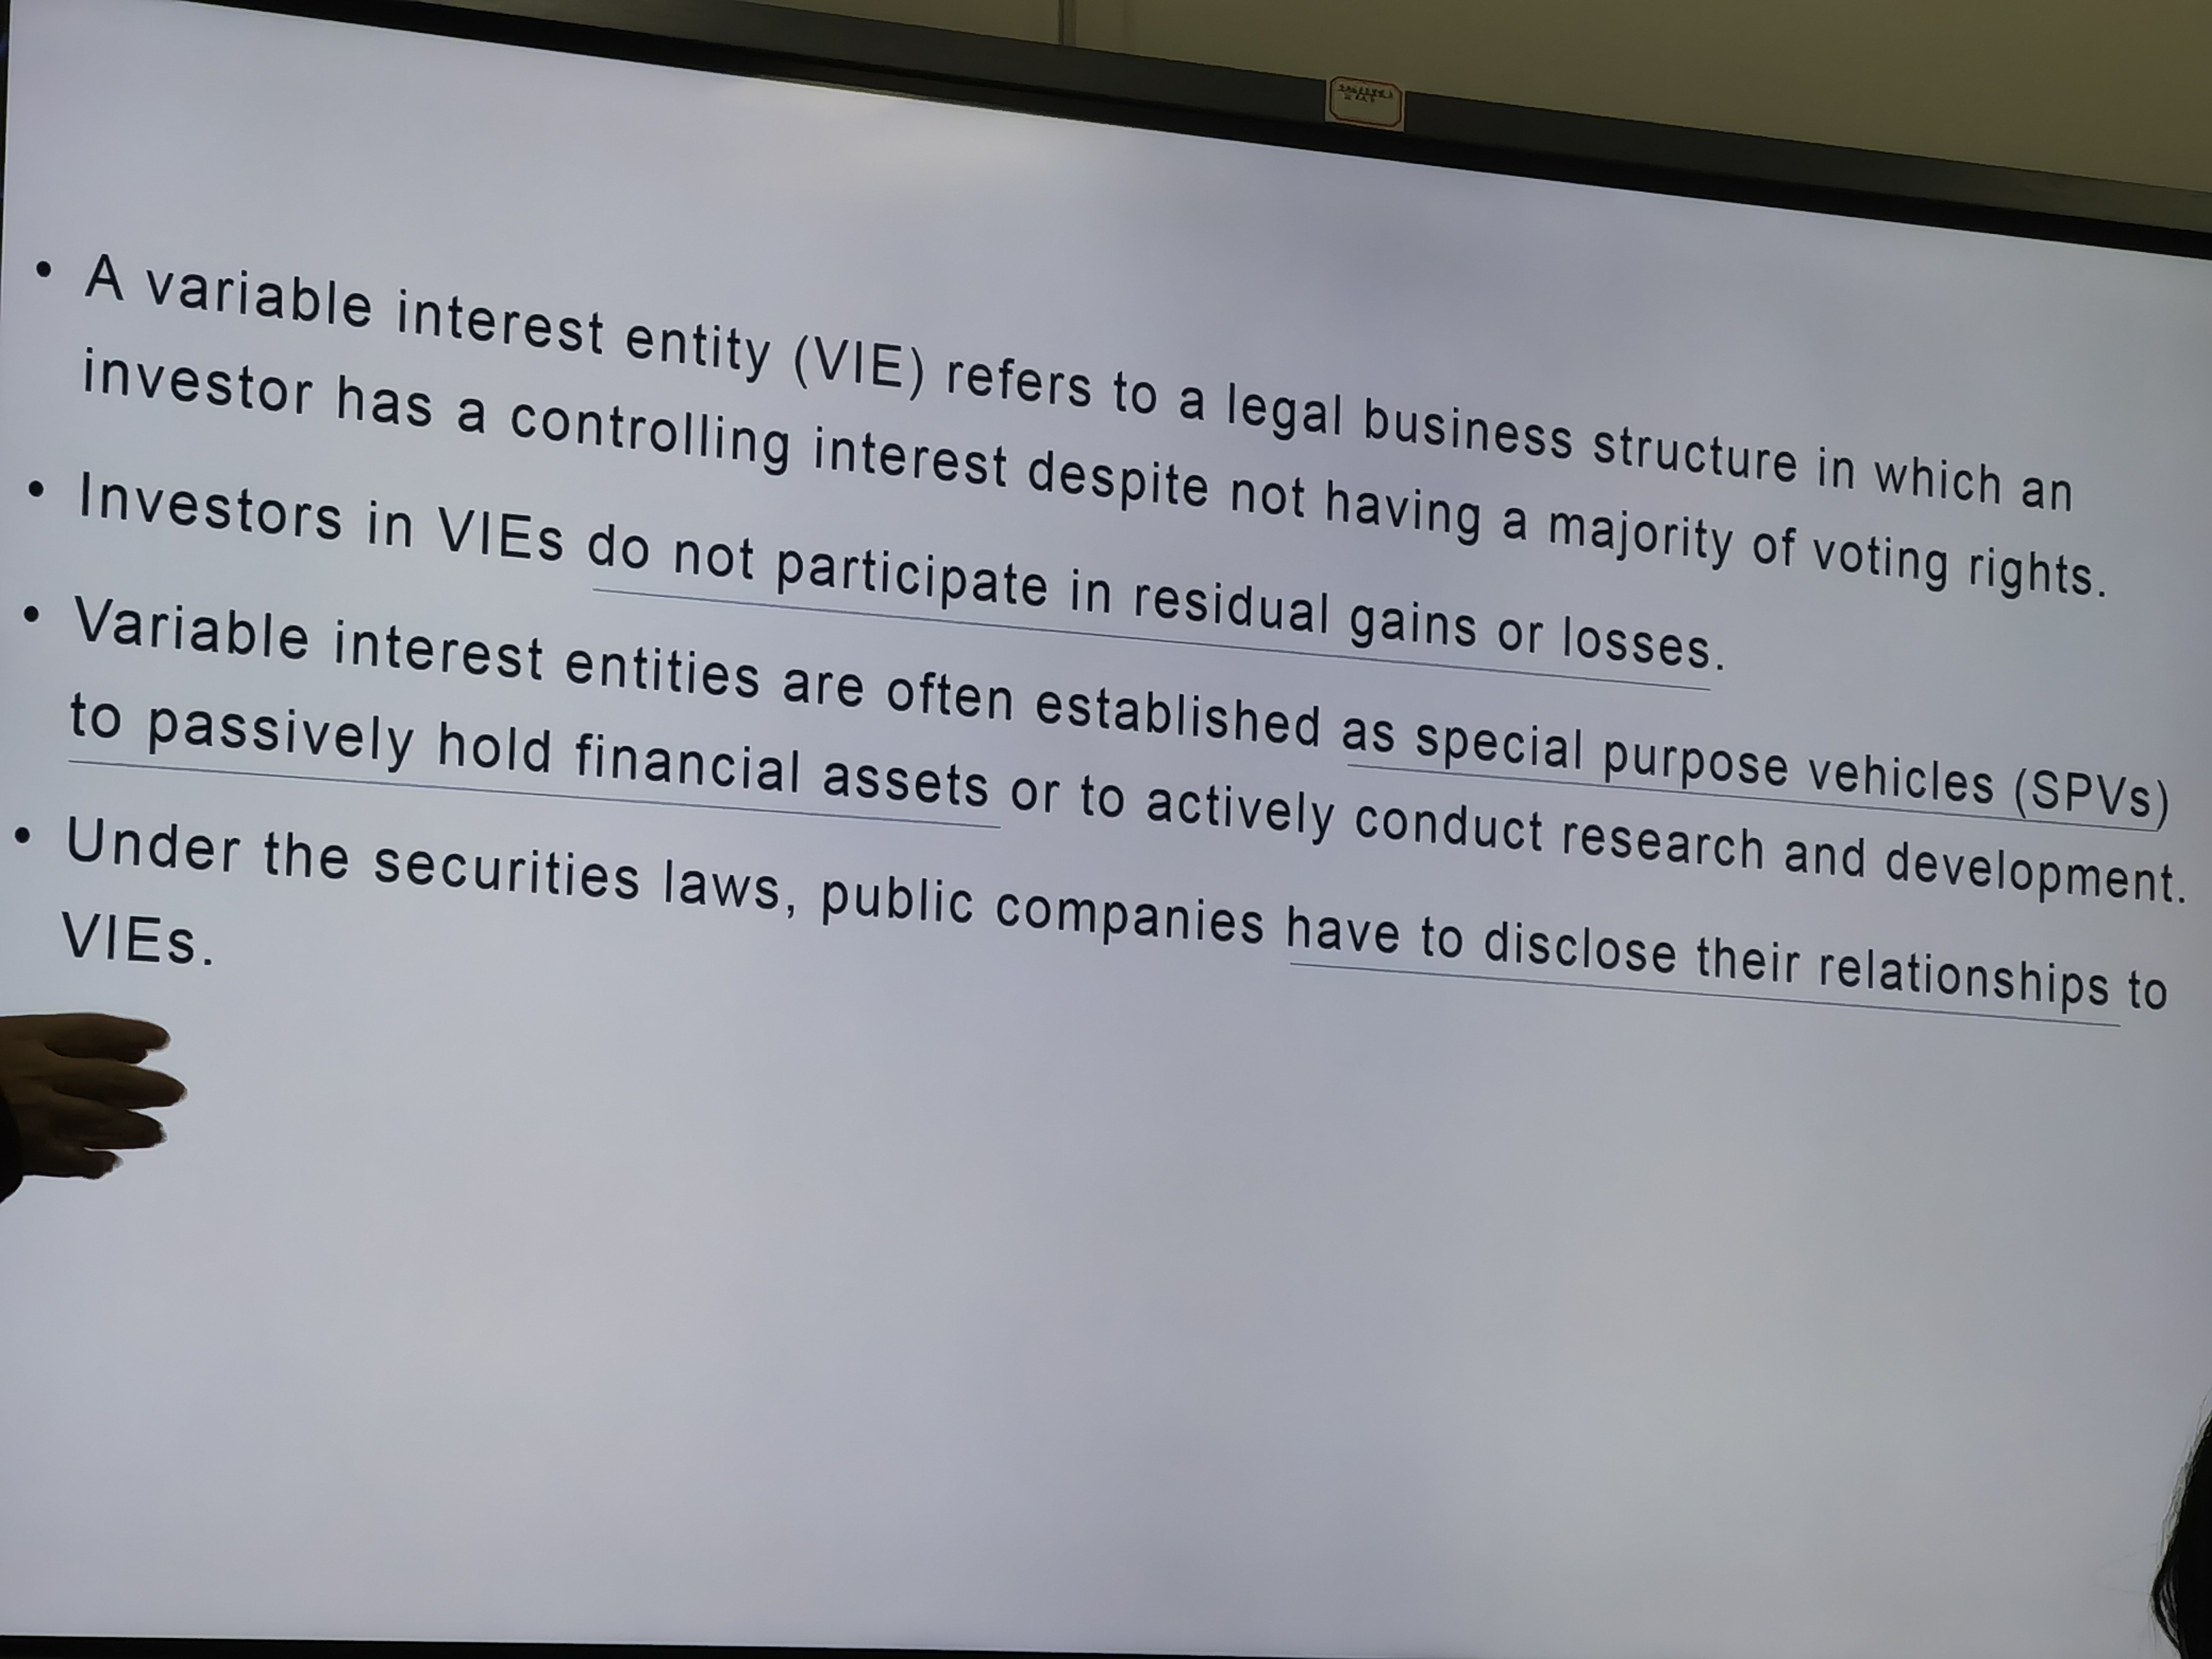 • A variable interest entity (VIE) refers to a legal business structure in which an
investor has a controlling interest despite not having a majority of voting rights.
• Investors in VIEs do not participate in residual gains or losses.
• Variable interest entities are often established as special purpose vehicles (SPVs)
to passively hold financial assets or to actively conduct research and development.
• Under the securities laws, public companies have to disclose their relationships to
VIEs.